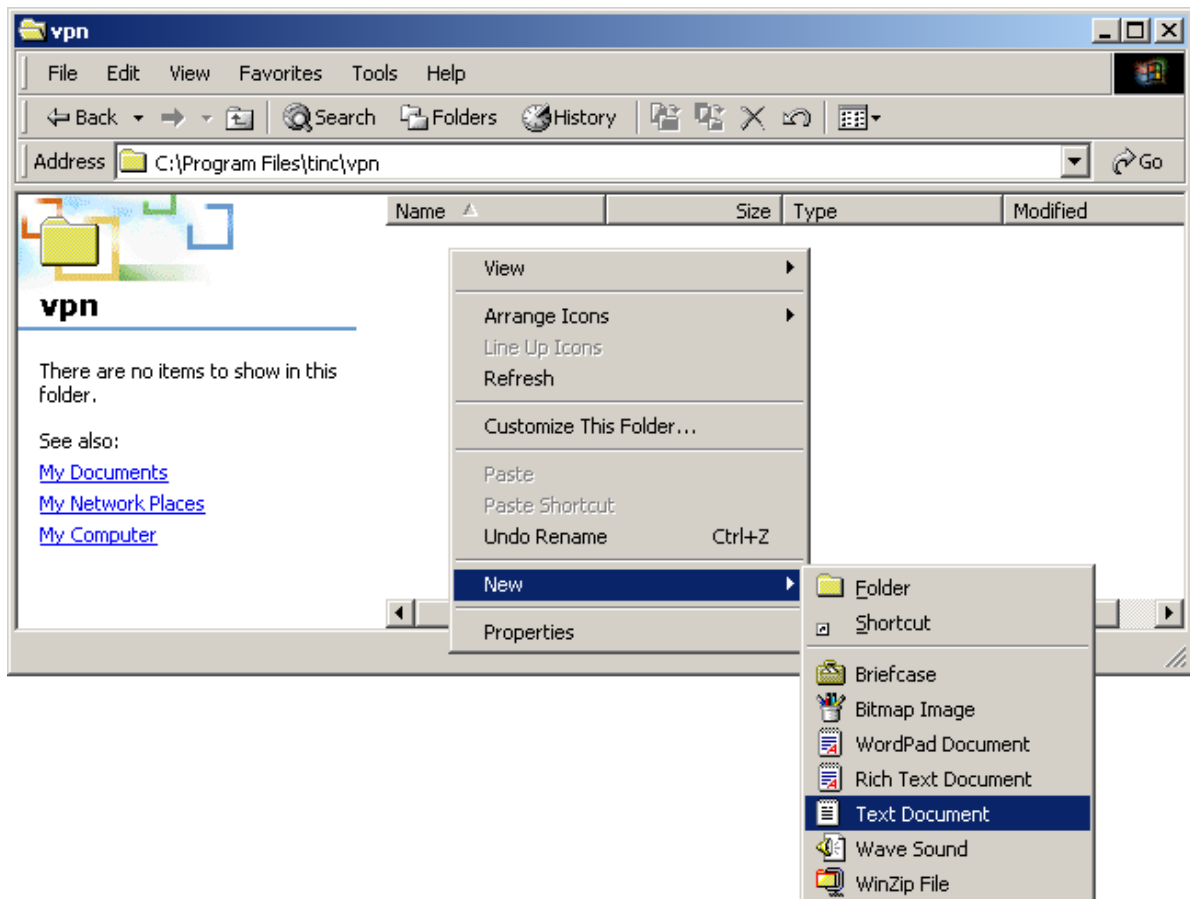 vpn
File Edit View Favorites Tools Help
Back Search Folders History
Address C:\Program Files\tinc\vpn Go
Name Size Type Modified
vpn
There are no items to show in this
folder.
See also:
My Documents
My Network Places
My Computer
View
Arrange Icons
Line Up Icons
Refresh
Customize This Folder...
Paste
Paste Shortcut
Undo Rename Ctrl+Z
New
Properties
Folder
Shortcut
Briefcase
Bitmap Image
WordPad Document
Rich Text Document
Text Document
Wave Sound
WinZip File